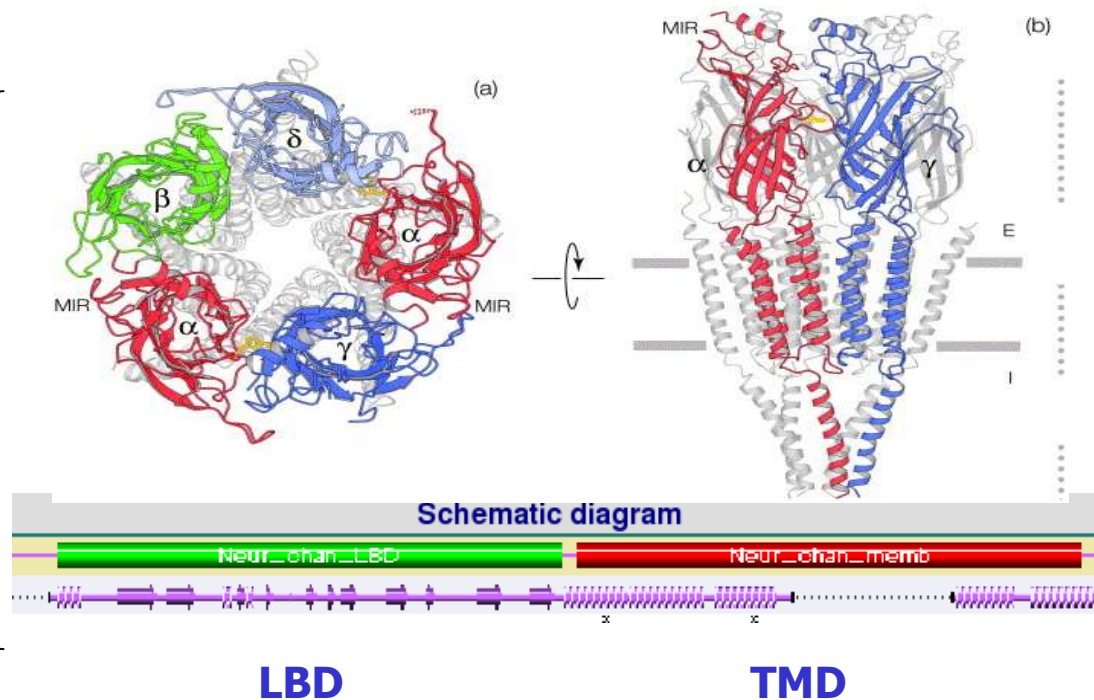 (a)
δ
β
α
MIR
MIR
α
γ
(b)
MIR
α
γ
E
I
Schematic diagram
Neur_chan_LBD Neur_chan_memb
x x
LBD TMD